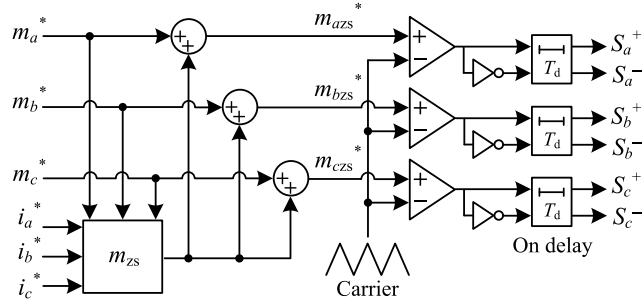 m_a^* + + m_azs^* + − T_d S_a^+ S_a^−
m_b^* + + m_bzs^* + − T_d S_b^+ S_b^−
m_c^* + + m_czs^* + − T_d S_c^+ S_c^−
i_a^*
i_b^* m_zs
i_c^*
On delay
Carrier